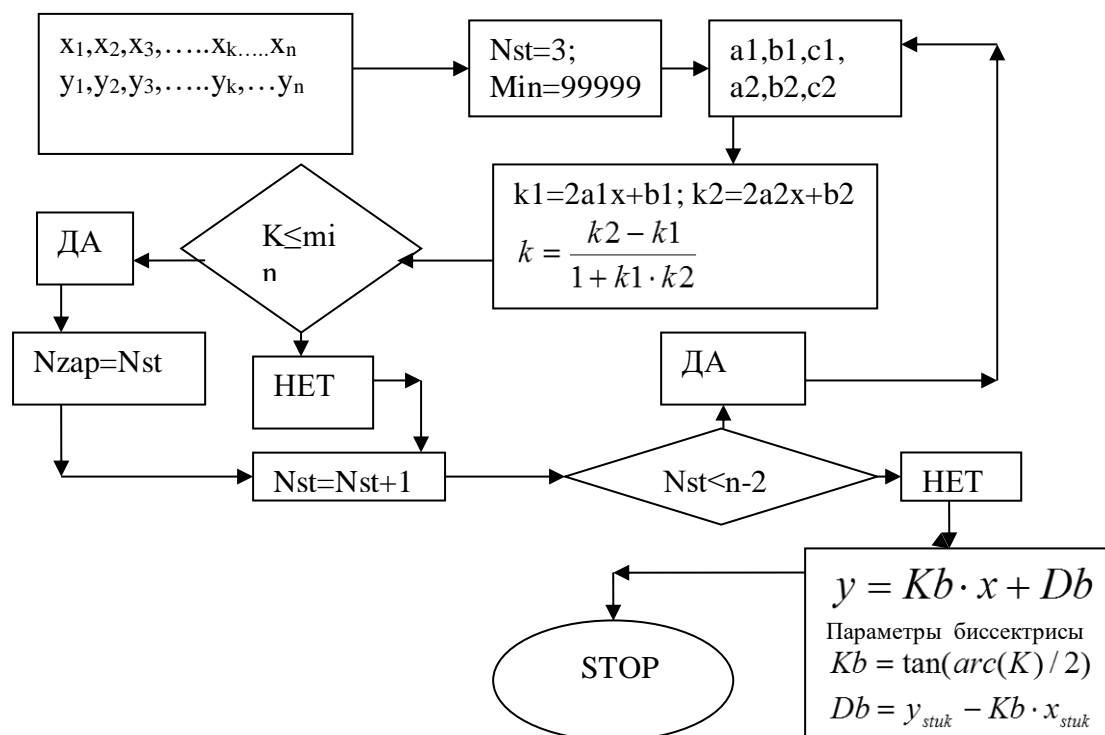 x₁,x₂,x₃,…..xₖ…..xₙ
y₁,y₂,y₃,…..yₖ,…yₙ
Nst=3;
Min=99999
a1,b1,c1,
a2,b2,c2
k1=2a1x+b1; k2=2a2x+b2
k = (k2 − k1) / (1 + k1 · k2)
K≤mi
n
ДА
Nzap=Nst
НЕТ
Nst=Nst+1
ДА
Nst<n-2
НЕТ
y = Kb · x + Db
Параметры биссектрисы
Kb = tan(arc(K) / 2)
Db = y_stuk − Kb · x_stuk
STOP